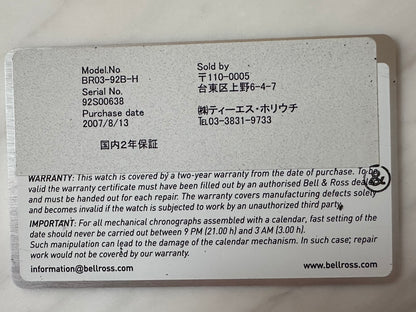 Model.No
BR03-92B-H
Serial No.
92S00638
Purchase date
2007/8/13
国内2年保証
Sold by
〒110-0005
台東区上野6-4-7
㈱ティーエス・ホリウチ
℡03-3831-9733
WARRANTY: This watch is covered by a two-year warranty from the date of purchase. To be
valid the warranty certificate must have been filled out by an authorised Bell & Ross dealer
and must be handed out for each repair. The warranty covers manufacturing defects solely
and becomes invalid if the watch is subjected to work by an unauthorized third party.
IMPORTANT: For all mechanical chronographs assembled with a calendar, fast setting of the
date should never be carried out between 9 PM (21.00 h) and 3 AM (3.00 h).
Such manipulation can lead to the damage of the calendar mechanism. In such case; repair
work would not be covered by our warranty.
information@bellross.com
www.bellross.com
&